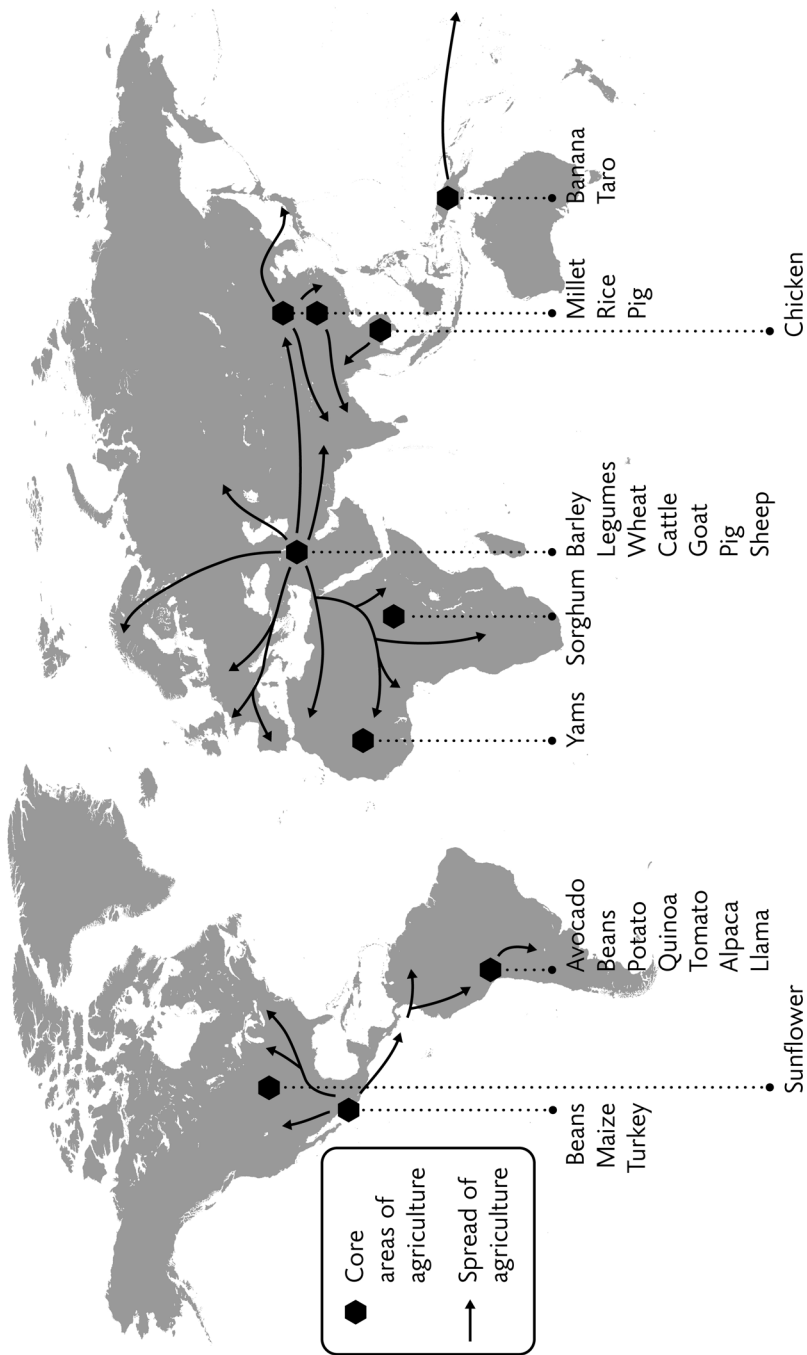 Core
areas of
agriculture
Spread of
agriculture
Beans
Maize
Turkey
Sunflower
Avocado
Beans
Potato
Quinoa
Tomato
Alpaca
Llama
Yams
Sorghum
Barley
Legumes
Wheat
Cattle
Goat
Pig
Sheep
Millet
Rice
Pig
Chicken
Banana
Taro